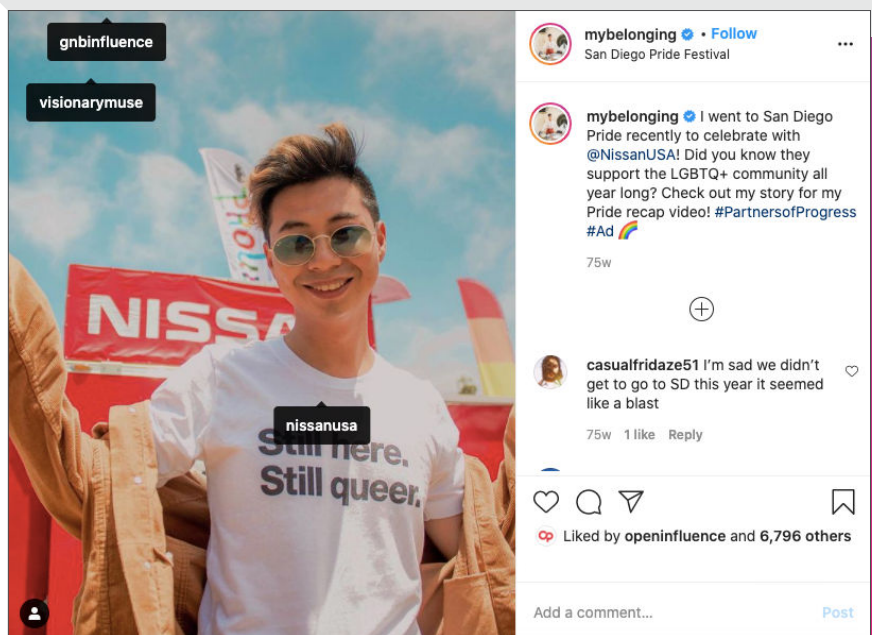 gnbinfluence
visionarymuse
NISSA
nissanusa
Still here.
Still queer.
mybelonging • Follow
San Diego Pride Festival
mybelonging I went to San Diego
Pride recently to celebrate with
@NissanUSA! Did you know they
support the LGBTQ+ community all
year long? Check out my story for my
Pride recap video! #PartnersofProgress
#Ad 🌈
75w
casualfridaze51 I'm sad we didn't
get to go to SD this year it seemed
like a blast
75w 1 like Reply
Liked by openinfluence and 6,796 others
Add a comment... Post